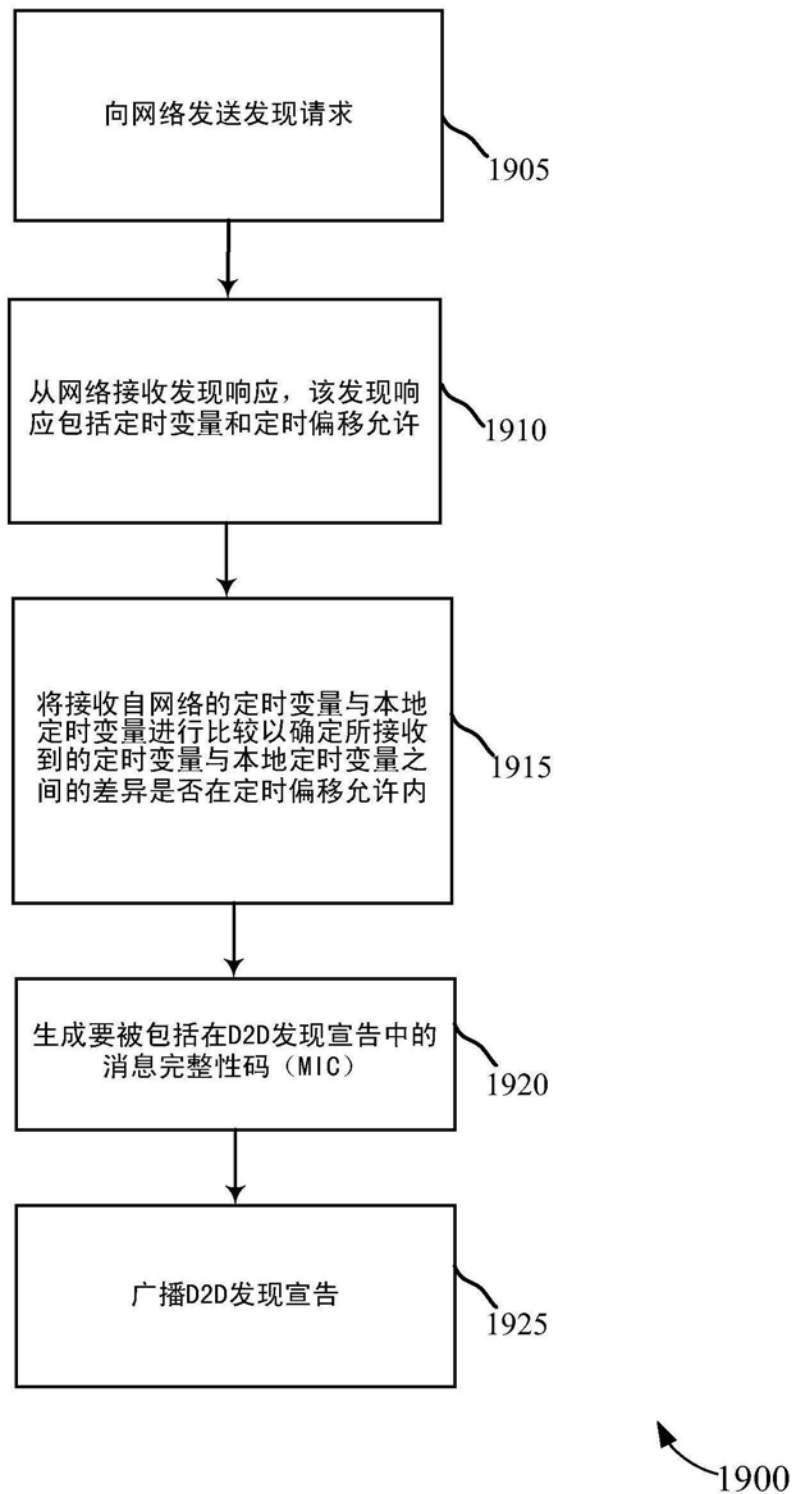 向网络发送发现请求
1905
从网络接收发现响应，该发现响
应包括定时变量和定时偏移允许
1910
将接收自网络的定时变量与本地
定时变量进行比较以确定所接收
到的定时变量与本地定时变量之
间的差异是否在定时偏移允许内
1915
生成要被包括在D2D发现宣告中的
消息完整性码（MIC）
1920
广播D2D发现宣告
1925
1900